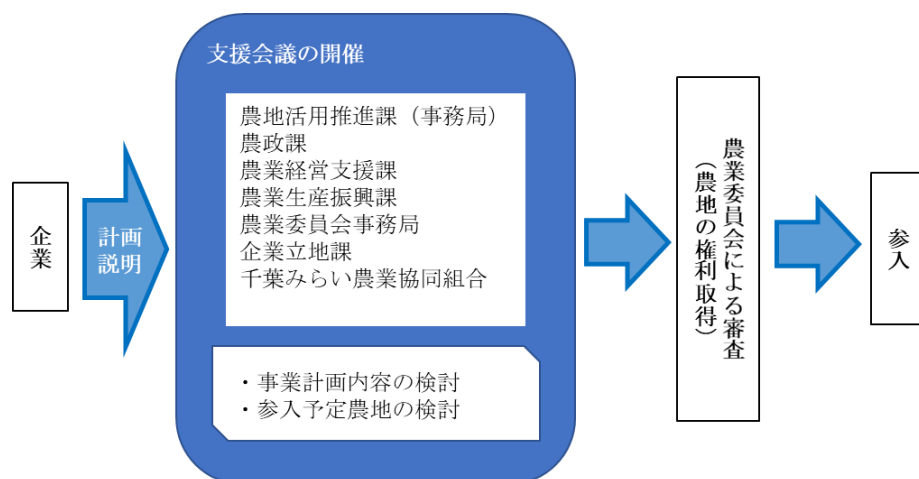 企業
計画
説明
支援会議の開催
農地活用推進課（事務局）
農政課
農業経営支援課
農業生産振興課
農業委員会事務局
企業立地課
千葉みらい農業協同組合
・事業計画内容の検討
・参入予定農地の検討
農業委員会による審査
（農地の権利取得）
参入